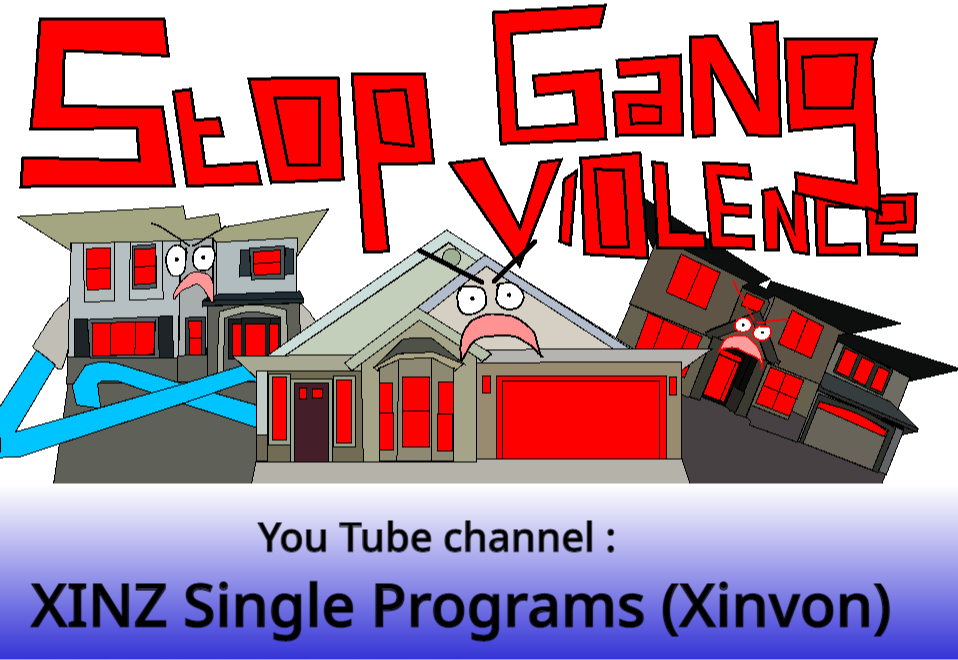 Stop GaNg
ViOLENCe
You Tube channel :
XINZ Single Programs (Xinvon)